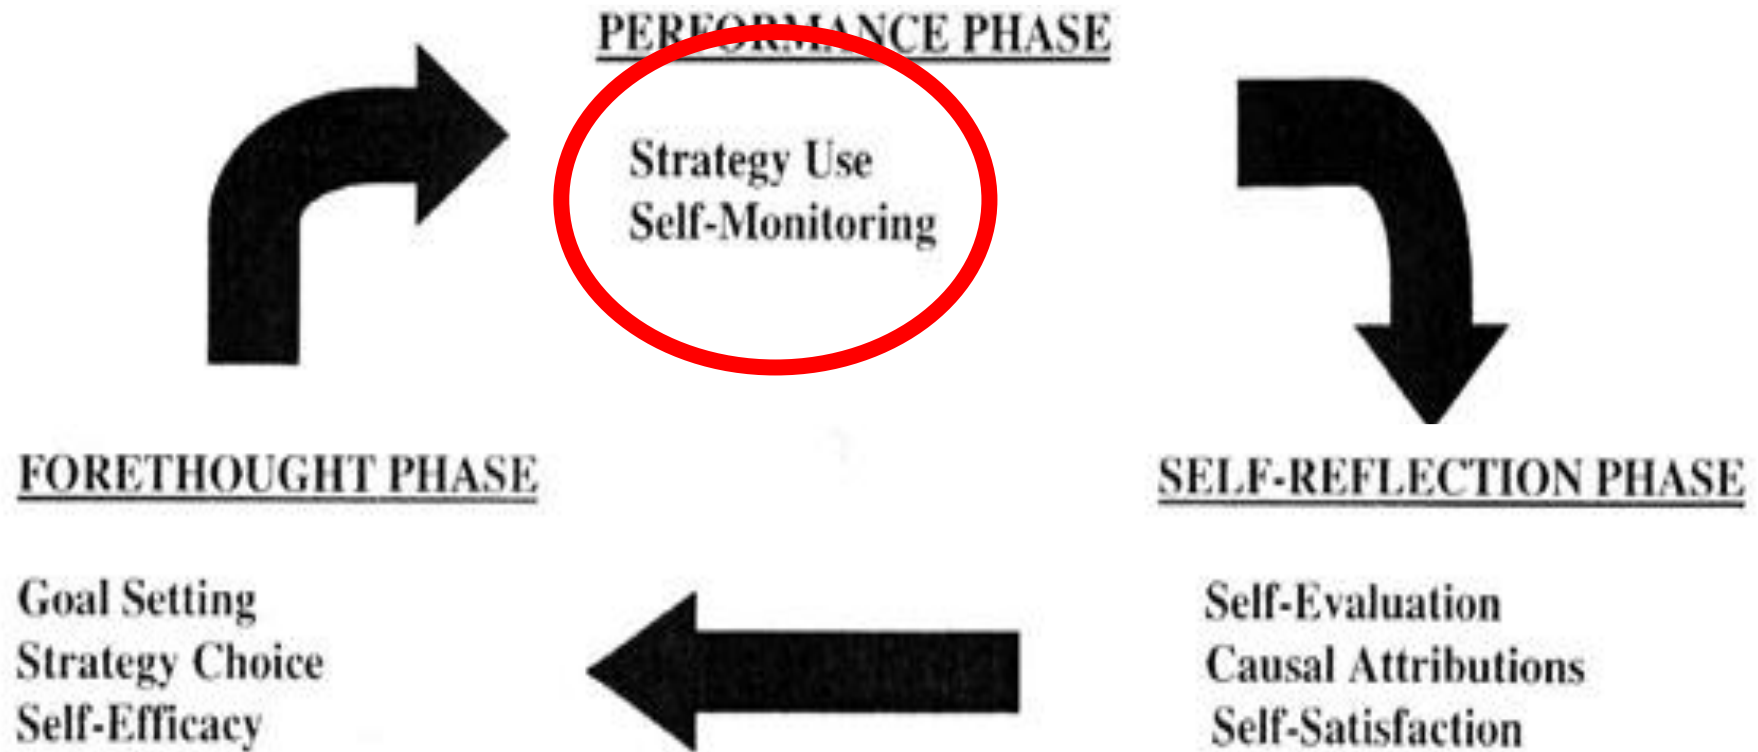 PERFORMANCE PHASE
Strategy Use
Self-Monitoring
FORETHOUGHT PHASE
Goal Setting
Strategy Choice
Self-Efficacy
SELF-REFLECTION PHASE
Self-Evaluation
Causal Attributions
Self-Satisfaction